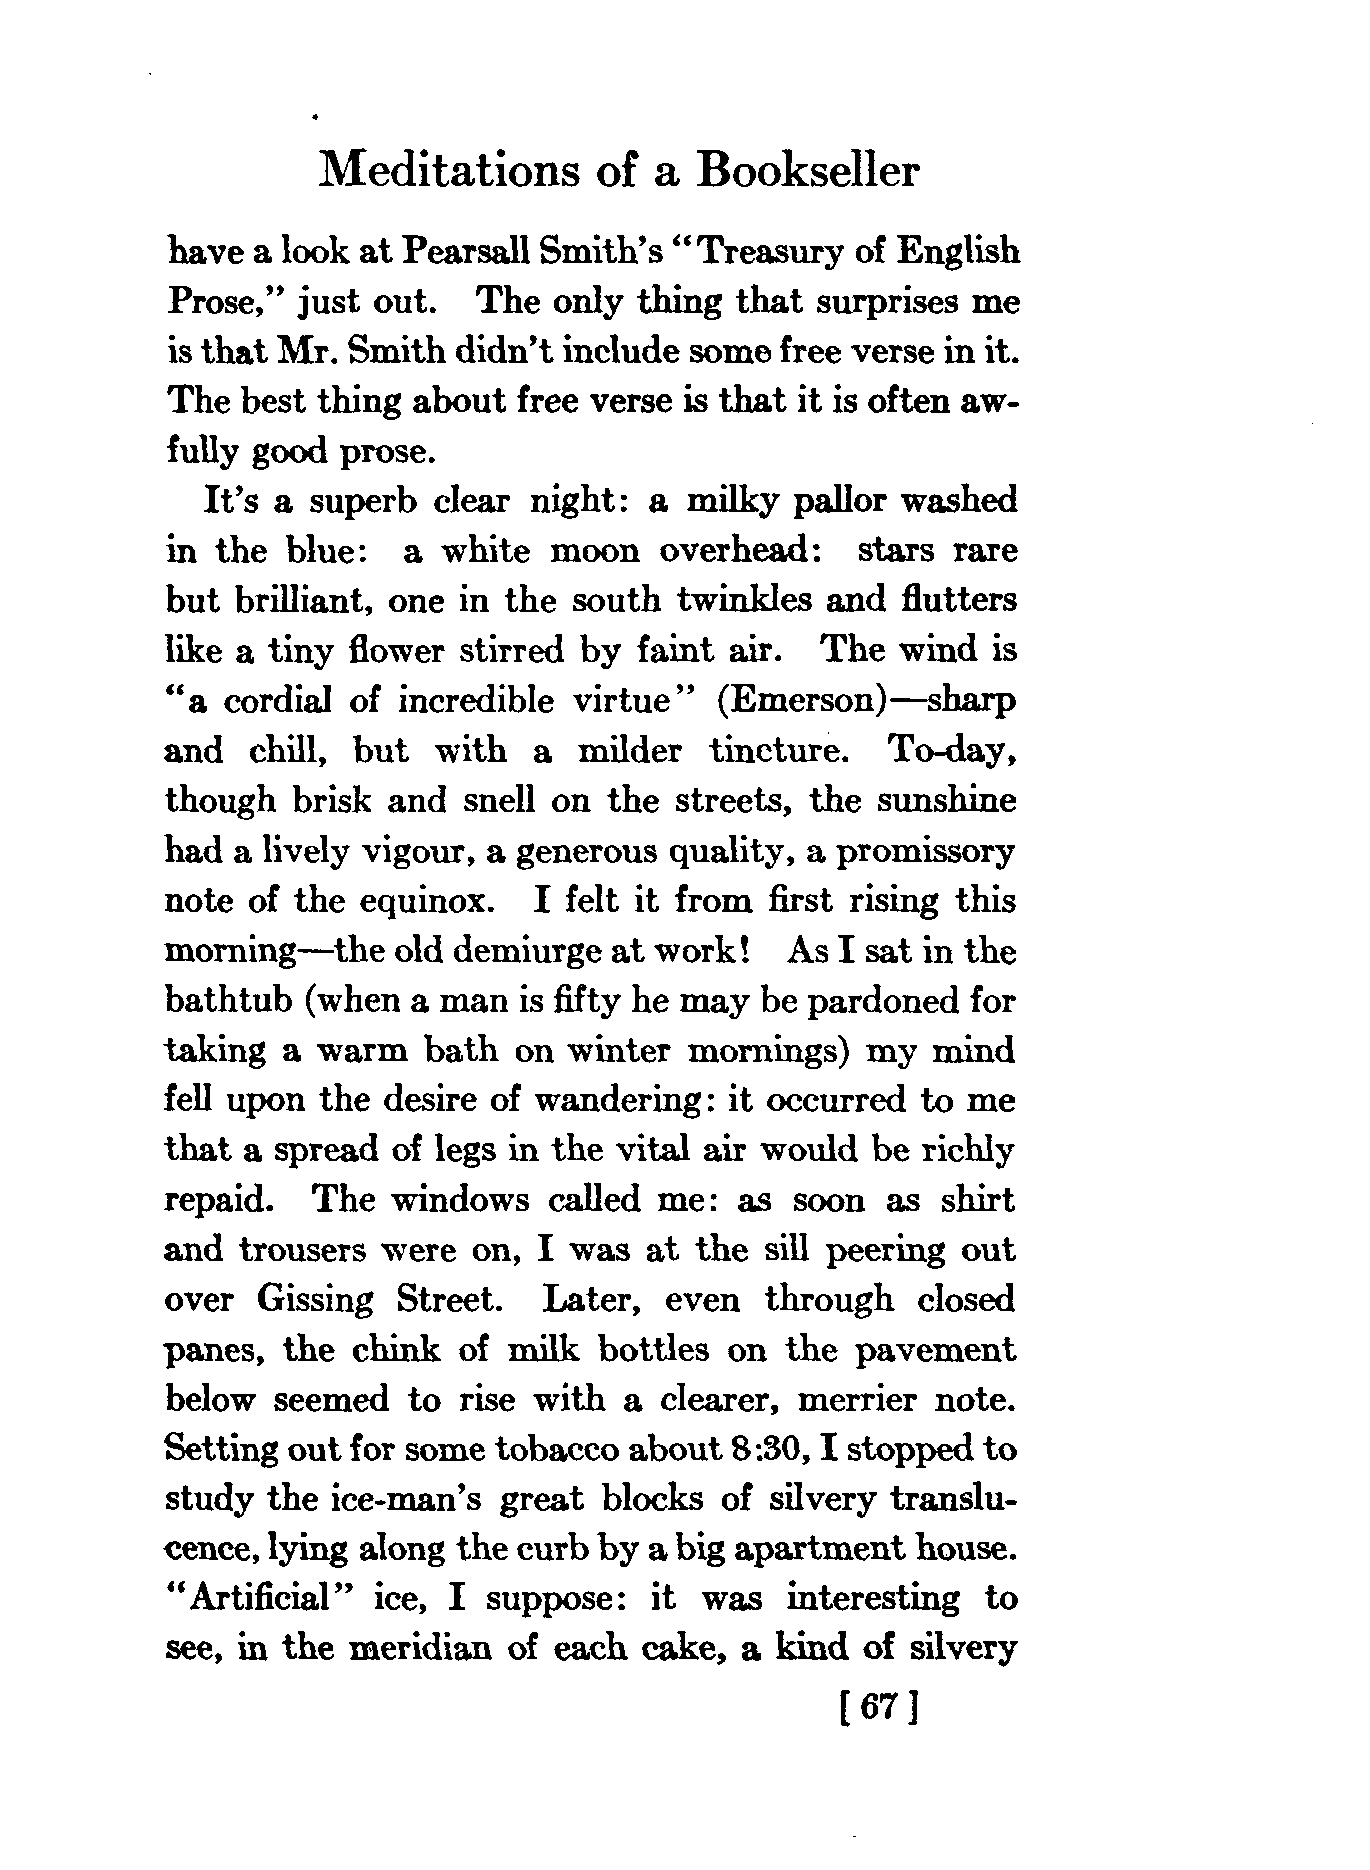 Meditations of a Bookseller
have a look at Pearsall Smith's "Treasury of English
Prose," just out. The only thing that surprises me
is that Mr. Smith didn't include some free verse in it.
The best thing about free verse is that it is often aw-
fully good prose.
It's a superb clear night: a milky pallor washed
in the blue: a white moon overhead: stars rare
but brilliant, one in the south twinkles and flutters
like a tiny flower stirred by faint air. The wind is
"a cordial of incredible virtue" (Emerson)—sharp
and chill, but with a milder tincture. To-day,
though brisk and snell on the streets, the sunshine
had a lively vigour, a generous quality, a promissory
note of the equinox. I felt it from first rising this
morning—the old demiurge at work! As I sat in the
bathtub (when a man is fifty he may be pardoned for
taking a warm bath on winter mornings) my mind
fell upon the desire of wandering: it occurred to me
that a spread of legs in the vital air would be richly
repaid. The windows called me: as soon as shirt
and trousers were on, I was at the sill peering out
over Gissing Street. Later, even through closed
panes, the chink of milk bottles on the pavement
below seemed to rise with a clearer, merrier note.
Setting out for some tobacco about 8:30, I stopped to
study the ice-man's great blocks of silvery translu-
cence, lying along the curb by a big apartment house.
"Artificial" ice, I suppose: it was interesting to
see, in the meridian of each cake, a kind of silvery
[ 67 ]